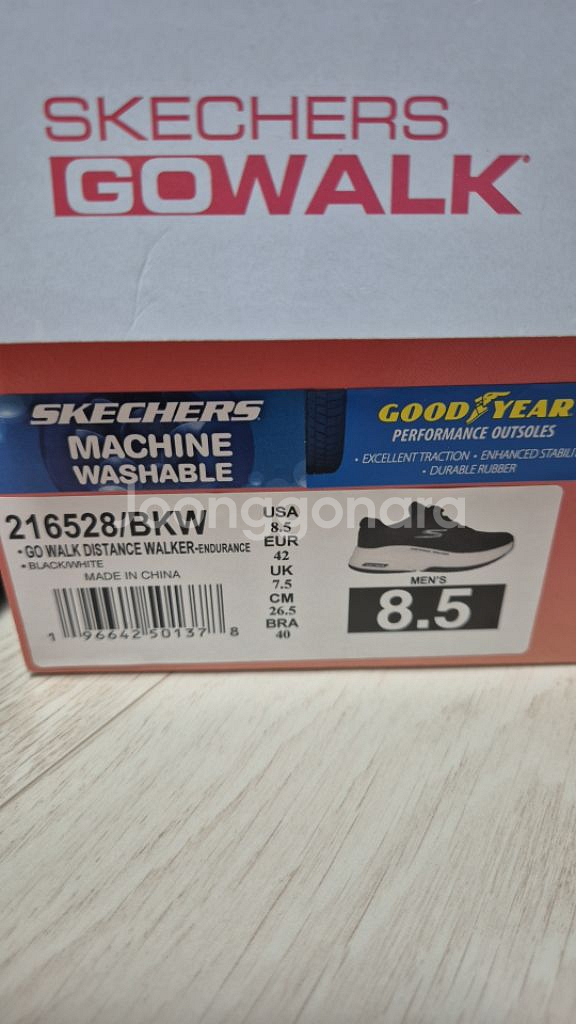 SKECHERS
GOWALK
SKECHERS
MACHINE
WASHABLE
GOODYEAR
PERFORMANCE OUTSOLES
• EXCELLENT TRACTION • ENHANCED STABILI
• DURABLE RUBBER
Joonggonara
216528/BKW
• GO WALK DISTANCE WALKER-ENDURANCE
• BLACK/WHITE
MADE IN CHINA
1 96642 50137 8
USA
8.5
EUR
42
UK
7.5
CM
26.5
BRA
40
MEN'S
8.5